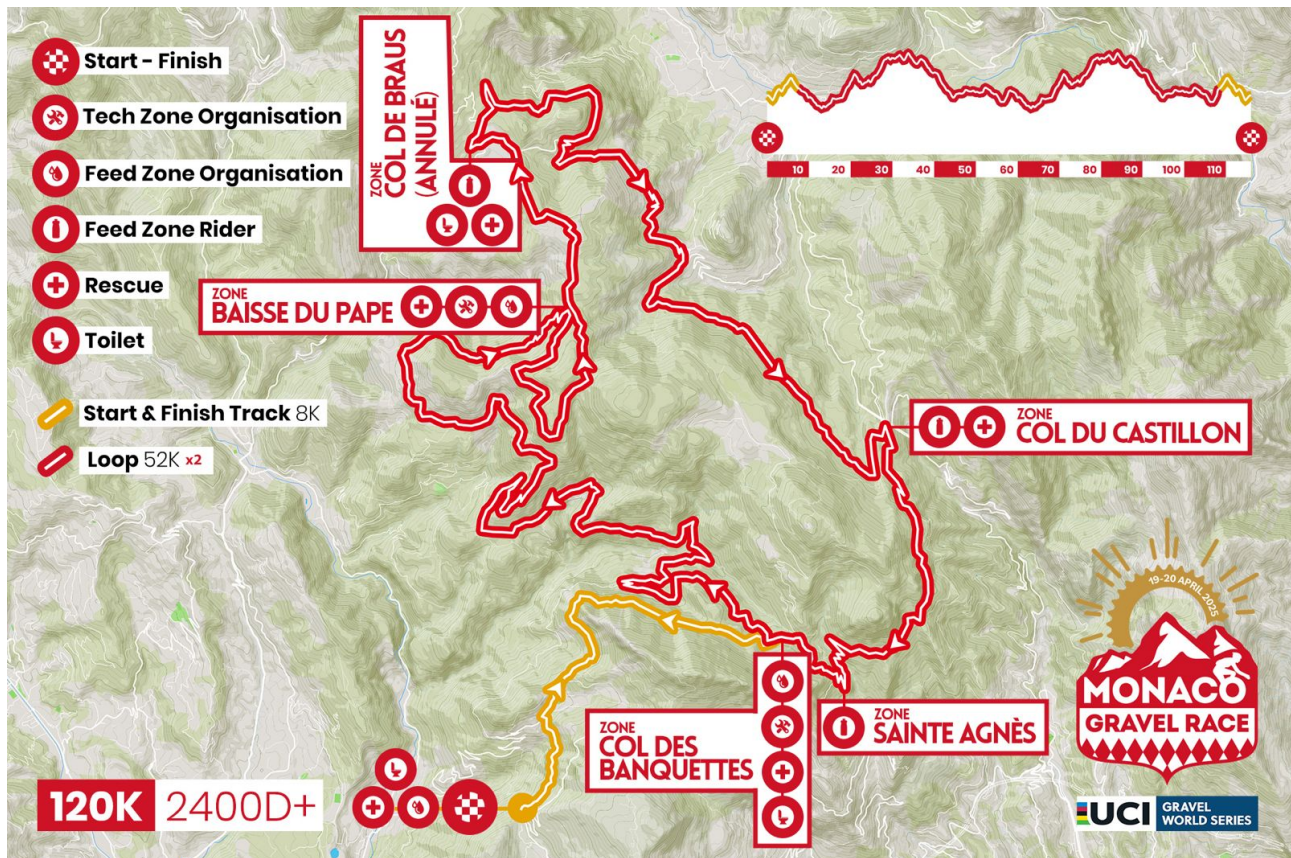 Start - Finish
Tech Zone Organisation
Feed Zone Organisation
Feed Zone Rider
Rescue
Toilet
Start & Finish Track 8K
Loop 52K x2
ZONE
COL DE BRAUS
(ANNULÉ)
10 20 30 40 50 60 70 80 90 100 110
ZONE
BAISSE DU PAPE
ZONE
COL DU CASTILLON
ZONE
SAINTE AGNÈS
ZONE
COL DES
BANQUETTES
120K 2400D+
19-20 APRIL 2025
MONACO
GRAVEL RACE
UCI GRAVEL
WORLD SERIES